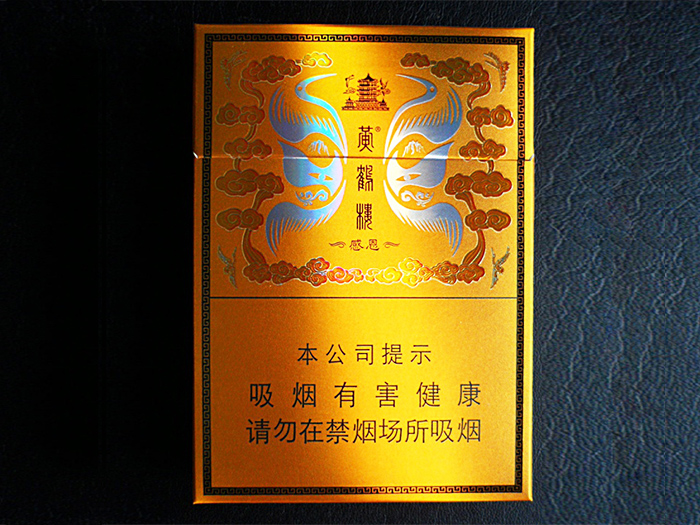 黄鹤樓®
感恩
本公司提示
吸烟有害健康
请勿在禁烟场所吸烟